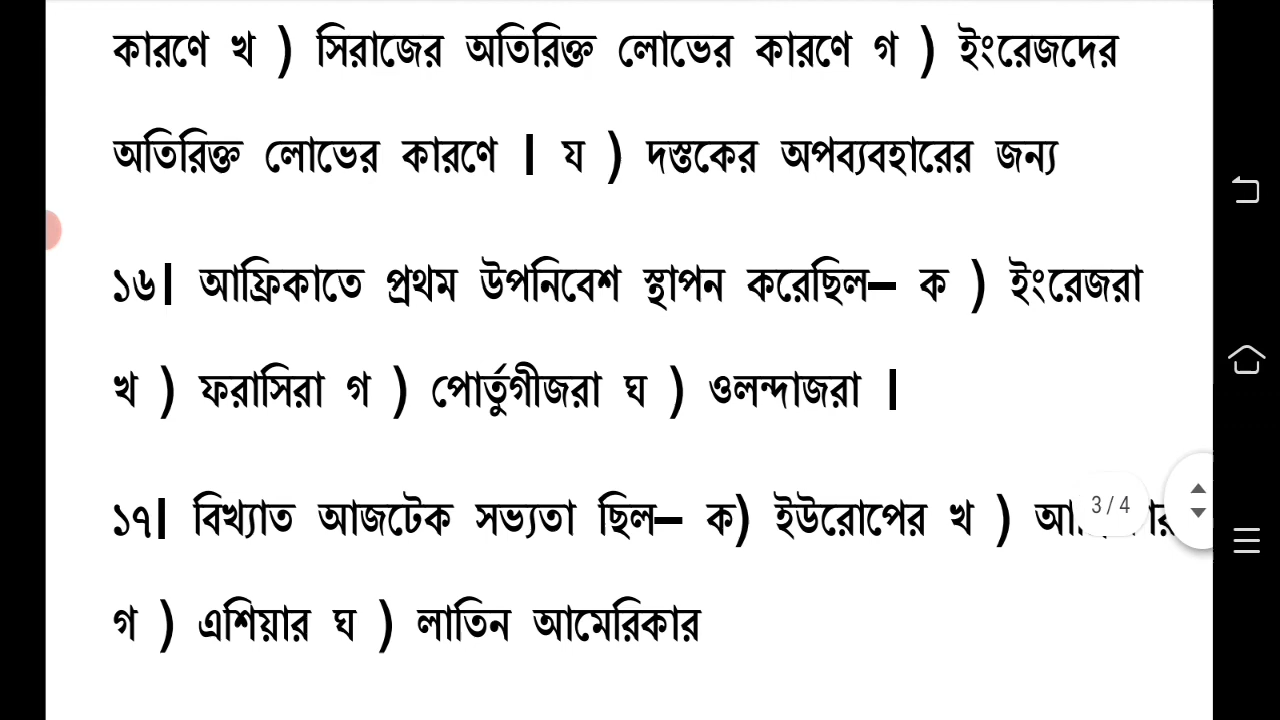 কারণে খ ) সিরাজের অতিরিক্ত লোভের কারণে গ ) ইংরেজদের
অতিরিক্ত লোভের কারণে | য ) দস্তকের অপব্যবহারের জন্য
১৬| আফ্রিকাতে প্রথম উপনিবেশ স্থাপন করেছিল– ক ) ইংরেজরা
খ ) ফরাসিরা গ ) পোর্তুগীজরা ঘ ) ওলন্দাজরা |
১৭| বিখ্যাত আজটেক সভ্যতা ছিল– ক) ইউরোপের খ )
3 / 4
গ ) এশিয়ার ঘ ) লাতিন আমেরিকার